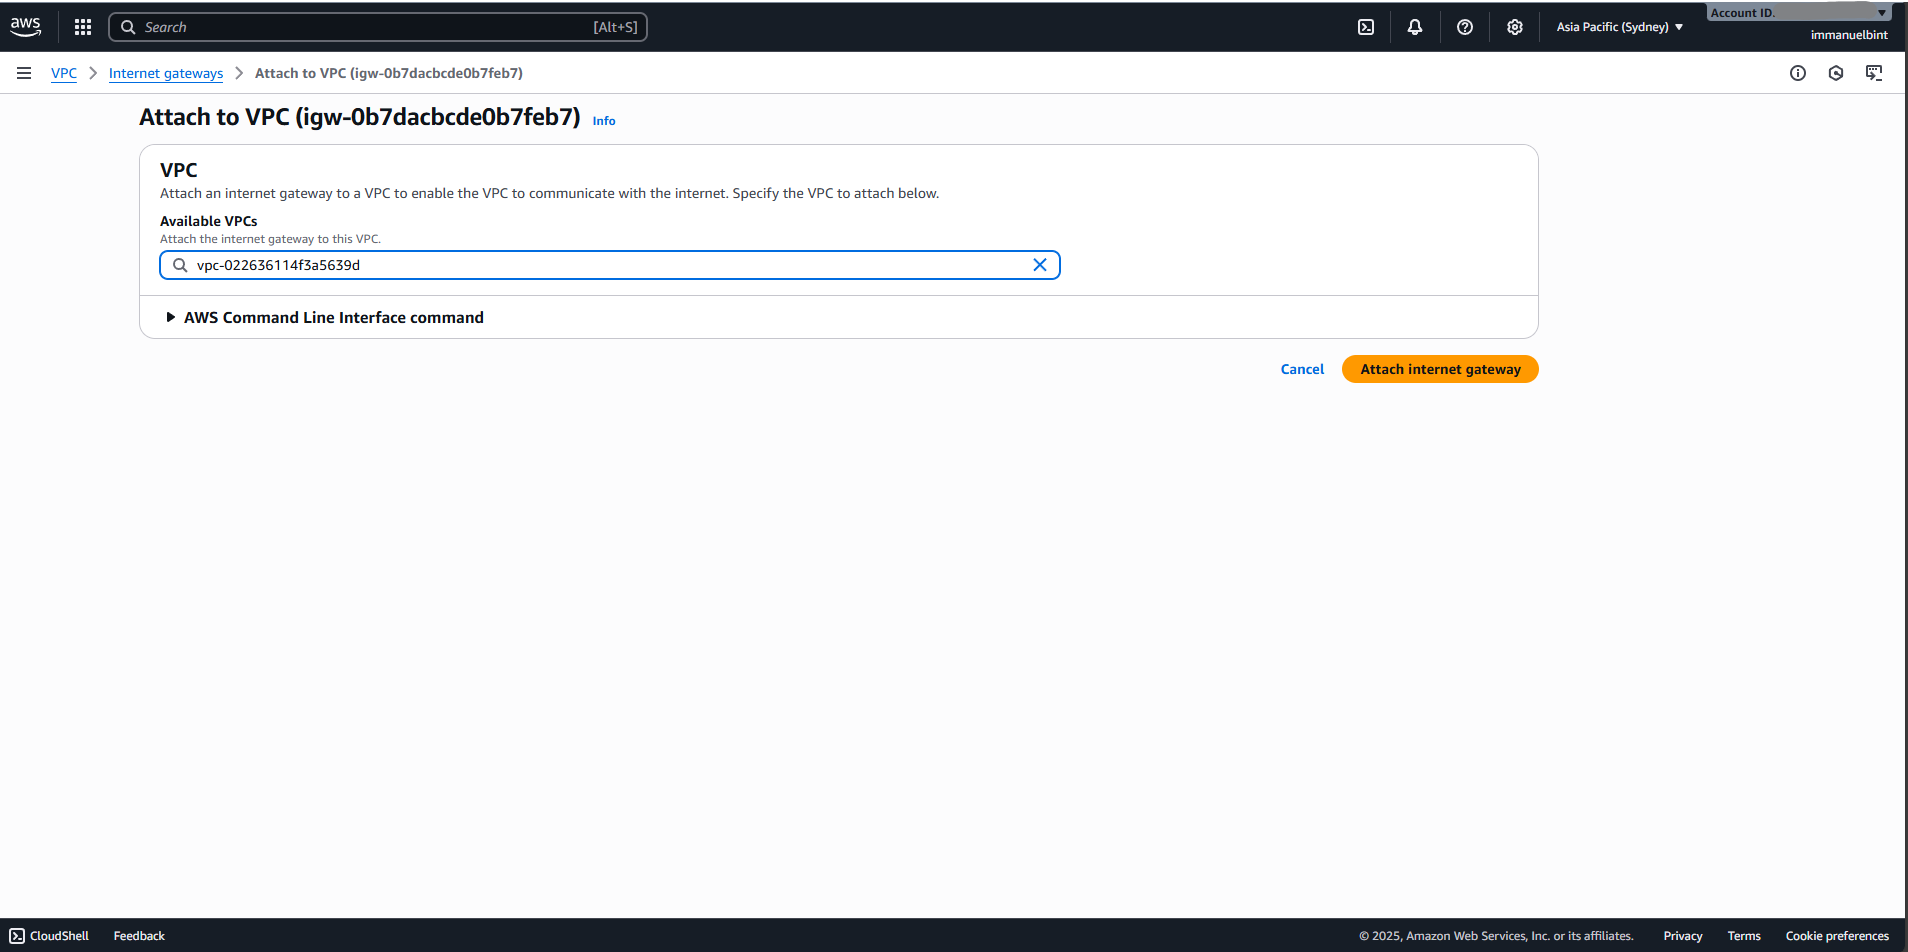 aws
Search [Alt+S]
Asia Pacific (Sydney)
Account ID.
immanuelbint
VPC
Internet gateways
Attach to VPC (igw-0b7dacbcde0b7feb7)
Attach to VPC (igw-0b7dacbcde0b7feb7) Info
VPC
Attach an internet gateway to a VPC to enable the VPC to communicate with the internet. Specify the VPC to attach below.
Available VPCs
Attach the internet gateway to this VPC.
vpc-022636114f3a5639d
AWS Command Line Interface command
Cancel
Attach internet gateway
CloudShell
Feedback
© 2025, Amazon Web Services, Inc. or its affiliates.
Privacy
Terms
Cookie preferences